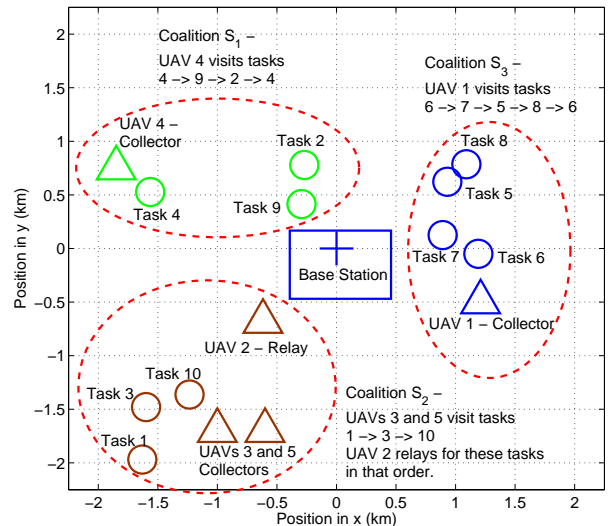 Coalition S1 –
UAV 4 visits tasks
4 –> 9 –> 2 –> 4
Coalition S3 –
UAV 1 visits tasks
6 –> 7 –> 5 –> 8 –> 6
UAV 4 –
Collector
Task 2
Task 8
Task 4
Task 9
Task 5
Task 7
Task 6
Base Station
UAV 1 – Collector
UAV 2 – Relay
Task 10
Task 3
Task 1
UAVs 3 and 5
Collectors
Coalition S2 –
UAVs 3 and 5 visit tasks
1 –> 3 –> 10
UAV 2 relays for these tasks
in that order.
2
1.5
1
0.5
0
–0.5
–1
–1.5
–2
Position in y (km)
–2 –1.5 –1 –0.5 0 0.5 1 1.5 2
Position in x (km)